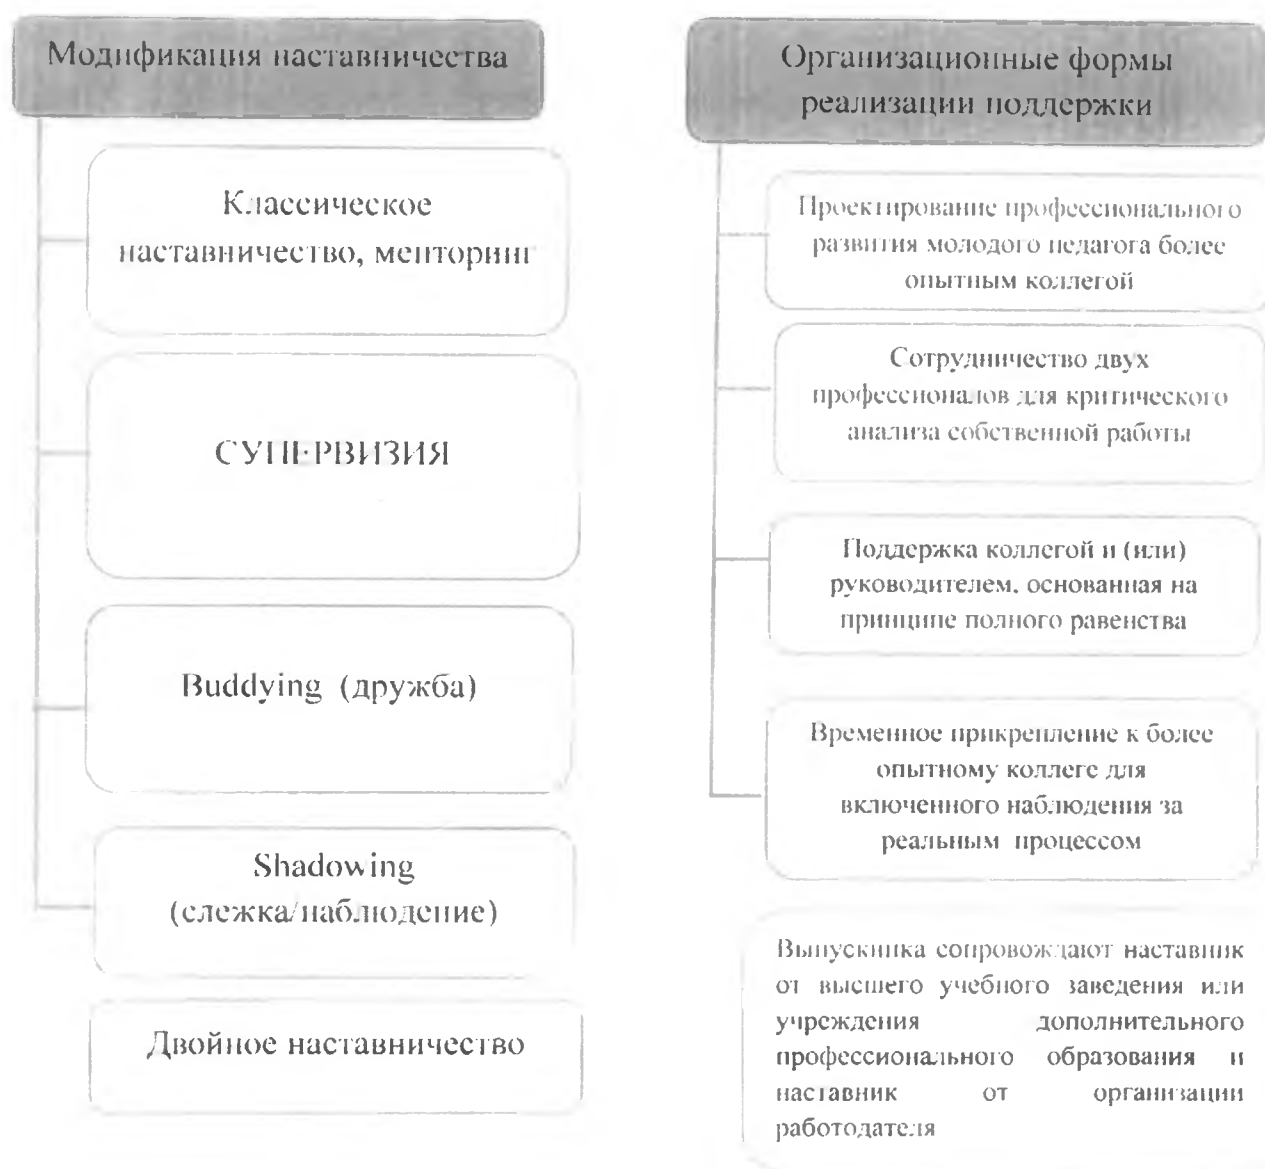 Модификация наставничества
Классическое
наставничество, менторинг
СУПЕРВИЗИЯ
Buddying (дружба)
Shadowing
(слежка/наблюдение)
Двойное наставничество
Организационные формы
реализации поддержки
Проектирование профессионального
развития молодого педагога более
опытным коллегой
Сотрудничество двух
профессионалов для критического
анализа собственной работы
Поддержка коллегой и (или)
руководителем, основанная на
принципе полного равенства
Временное прикрепление к более
опытному коллеге для
включенного наблюдения за
реальным процессом
Выпускника сопровождают наставник
от высшего учебного заведения или
учреждения дополнительного
профессионального образования и
наставник от организации
работодателя